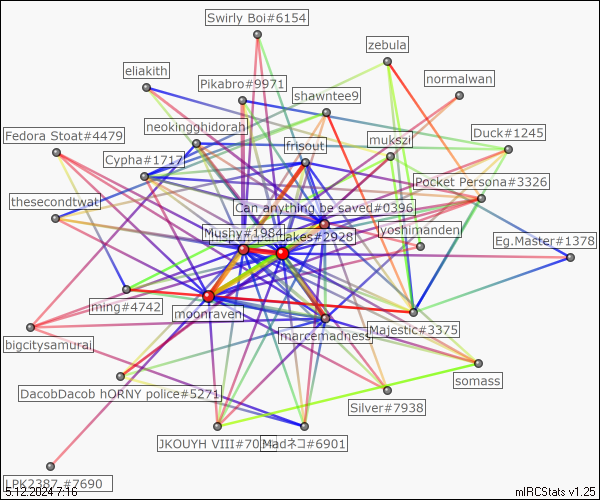 Swirly Boi#6154
zebula
eliakith
normalwan
Pikabro#9971
shawntee9
neokingghidorah
Fedora Stoat#4479
mukszi
Duck#1245
frisout
Cypha#1717
Pocket Persona#3326
thesecondtwat
Can anything be saved#0396
yoshimanden
Mushy#1984
akes#2928
Eg.Master#1378
ming#4742
moonraven
marcemadness
Majestic#3375
bigcitysamurai
DacobDacob hORNY police#5271
somass
Silver#7938
JKOUYH VIII#70
Madネコ#6901
LPK2387_#7690
5.12.2024 7:16
mIRCStats v1.25